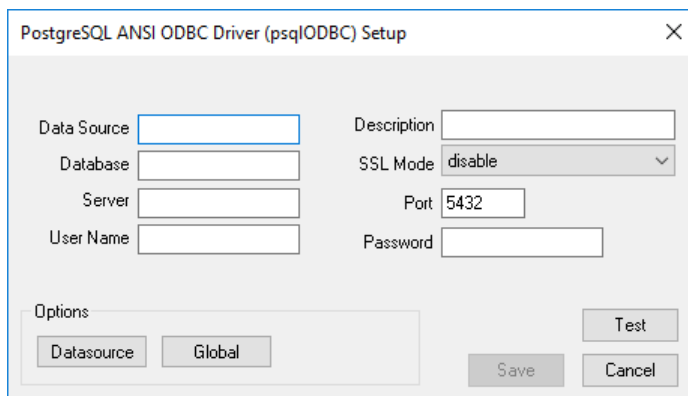 PostgreSQL ANSI ODBC Driver (psqlODBC) Setup
Data Source
Description
Database
SSL Mode disable
Server
Port 5432
User Name
Password
Options
Datasource
Global
Test
Save
Cancel